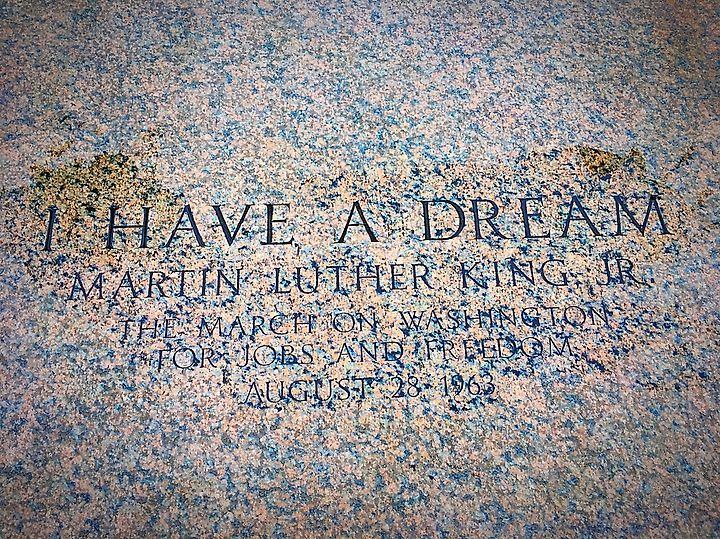 I HAVE A DREAM
MARTIN LUTHER KING, JR.
THE MARCH ON WASHINGTON
FOR JOBS AND FREEDOM
AUGUST 28, 1963